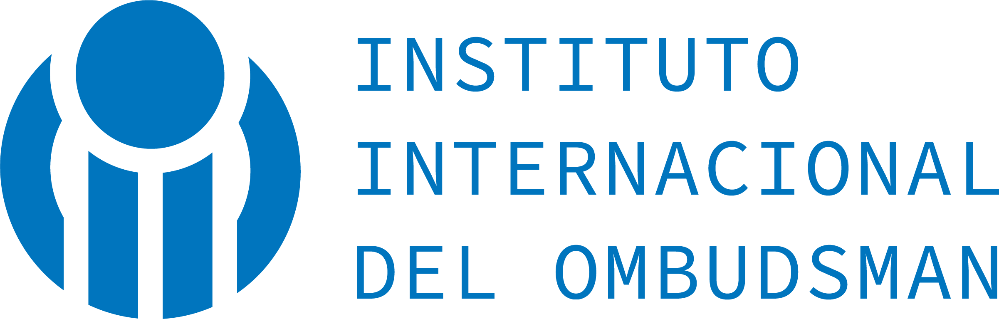 INSTITUTO
INTERNACIONAL
DEL OMBUDSMAN